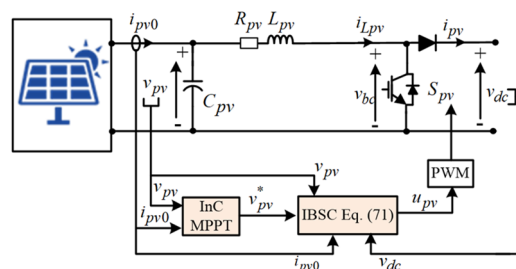 i_pv0
R_pv L_pv
i_Lpv
i_pv
v_pv
C_pv
v_bc
S_pv
v_dc
PWM
v_pv
v_pv
InC
MPPT
v*_pv
IBSC Eq. (71)
u_pv
i_pv0
i_pv0
v_dc
+
-
+
-
+
-